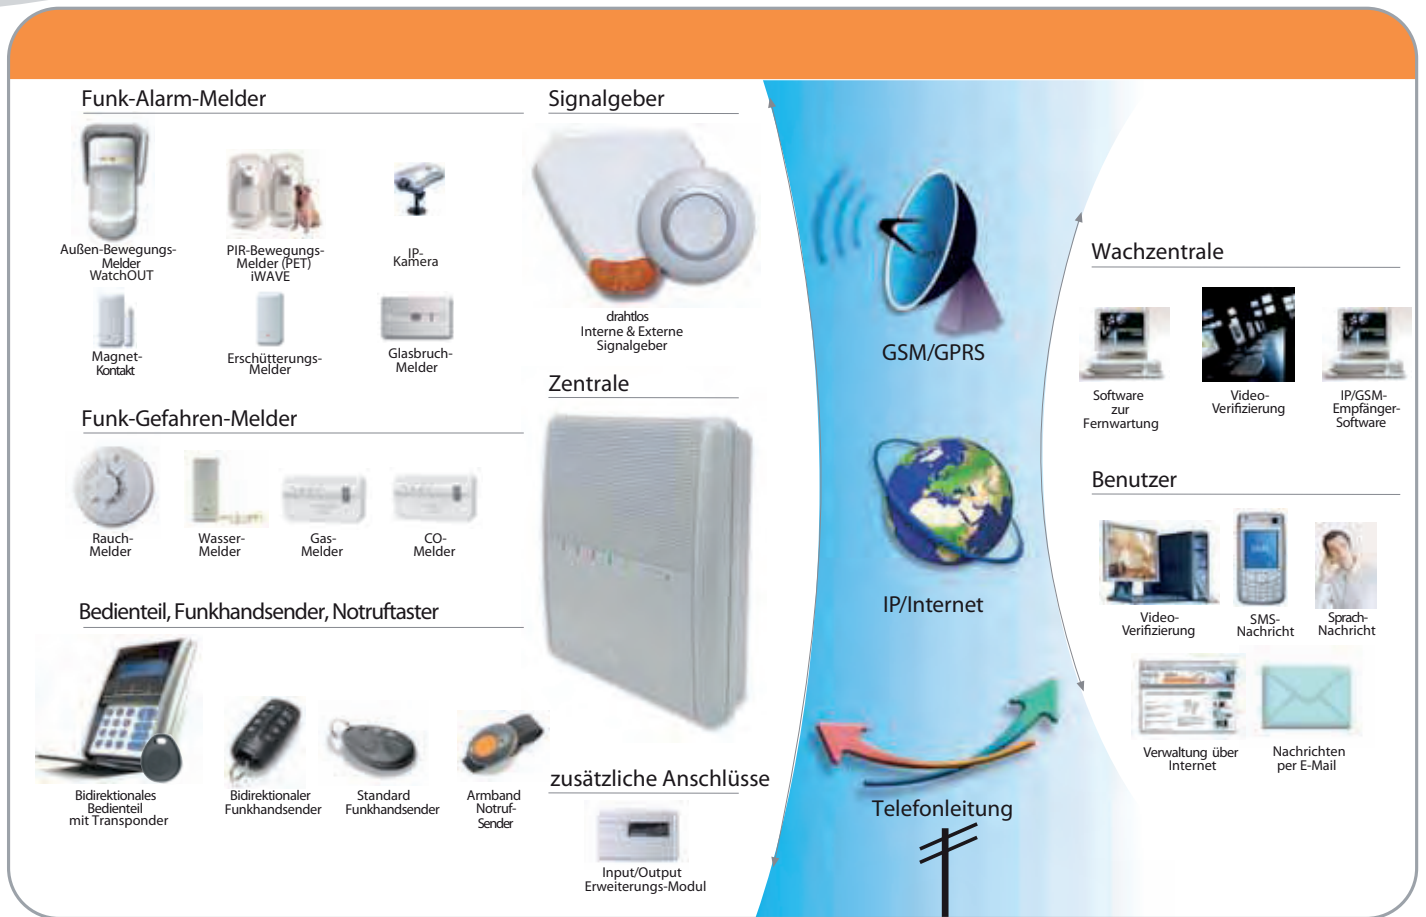 Funk-Alarm-Melder
Außen-Bewegungs-
Melder
WatchOUT
PIR-Bewegungs-
Melder (PET)
iWAVE
IP-
Kamera
Magnet-
Kontakt
Erschütterungs-
Melder
Glasbruch-
Melder
Funk-Gefahren-Melder
Rauch-
Melder
Wasser-
Melder
Gas-
Melder
CO-
Melder
Bedienteil, Funkhandsender, Notruftaster
Bidirektionales
Bedienteil
mit Transponder
Bidirektionaler
Funkhandsender
Standard
Funkhandsender
Armband
Notruf-
Sender
Signalgeber
drahtlos
Interne & Externe
Signalgeber
Zentrale
zusätzliche Anschlüsse
Input/Output
Erweiterungs-Modul
GSM/GPRS
IP/Internet
Telefonleitung
Wachzentrale
Software
zur
Fernwartung
Video-
Verifizierung
IP/GSM-
Empfänger-
Software
Benutzer
Video-
Verifizierung
SMS-
Nachricht
Sprach-
Nachricht
Verwaltung über
Internet
Nachrichten
per E-Mail